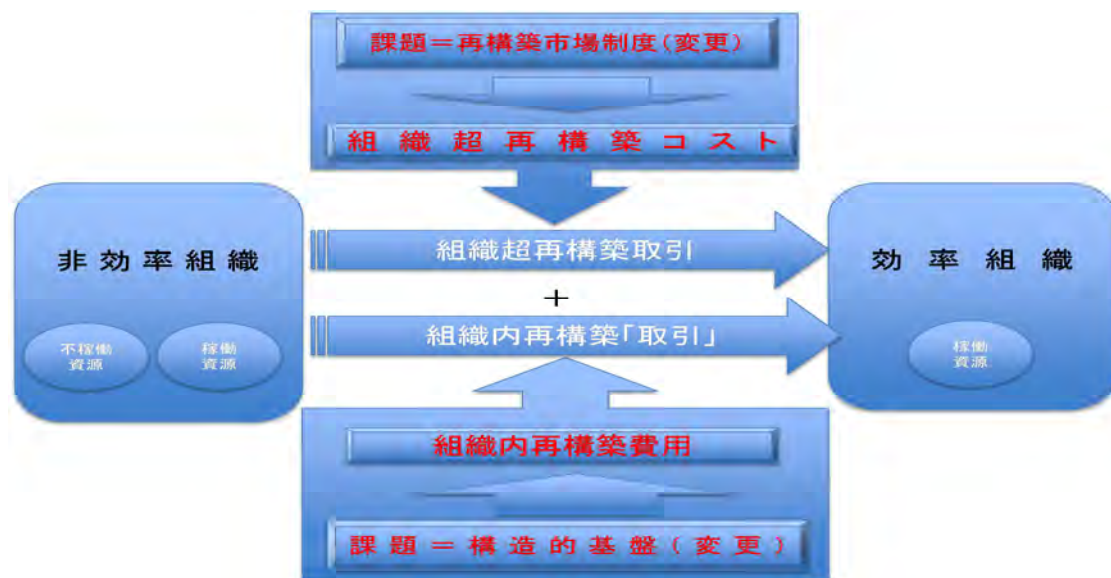 課題＝再構築市場制度(変更)
組織超再構築コスト
非効率組織
不稼働
資源
稼働
資源
組織超再構築取引
+
組織内再構築「取引」
効率組織
稼働
資源
組織内再構築費用
課題＝構造的基盤(変更)